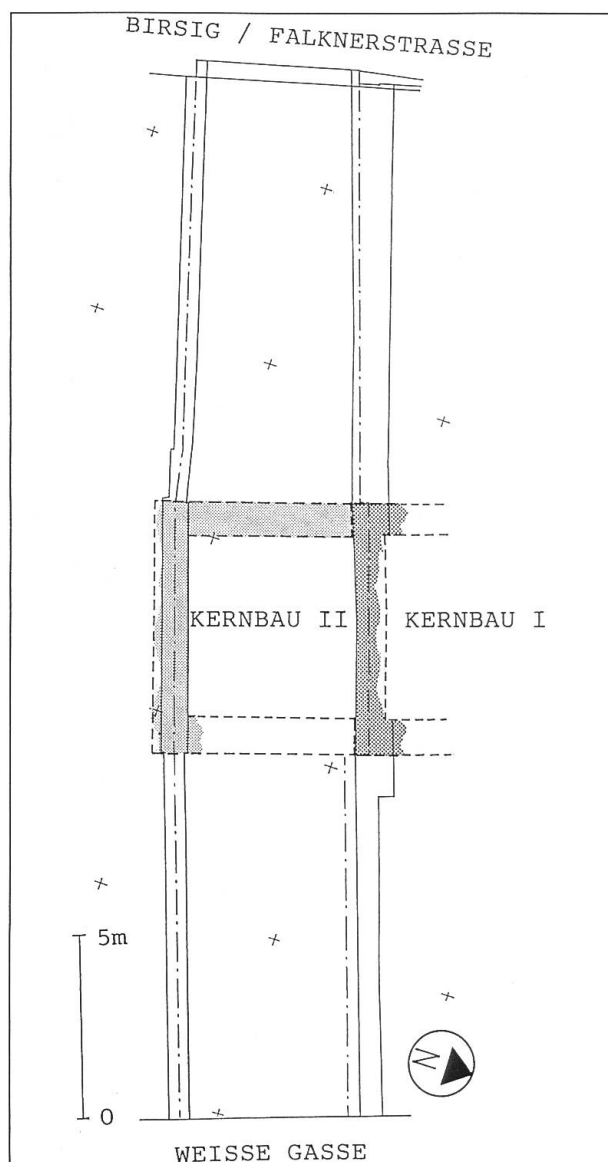 BIRSIG / FALKNERSTRASSE
KERNBAU II
KERNBAU I
5m
0
N
WEISSE GASSE